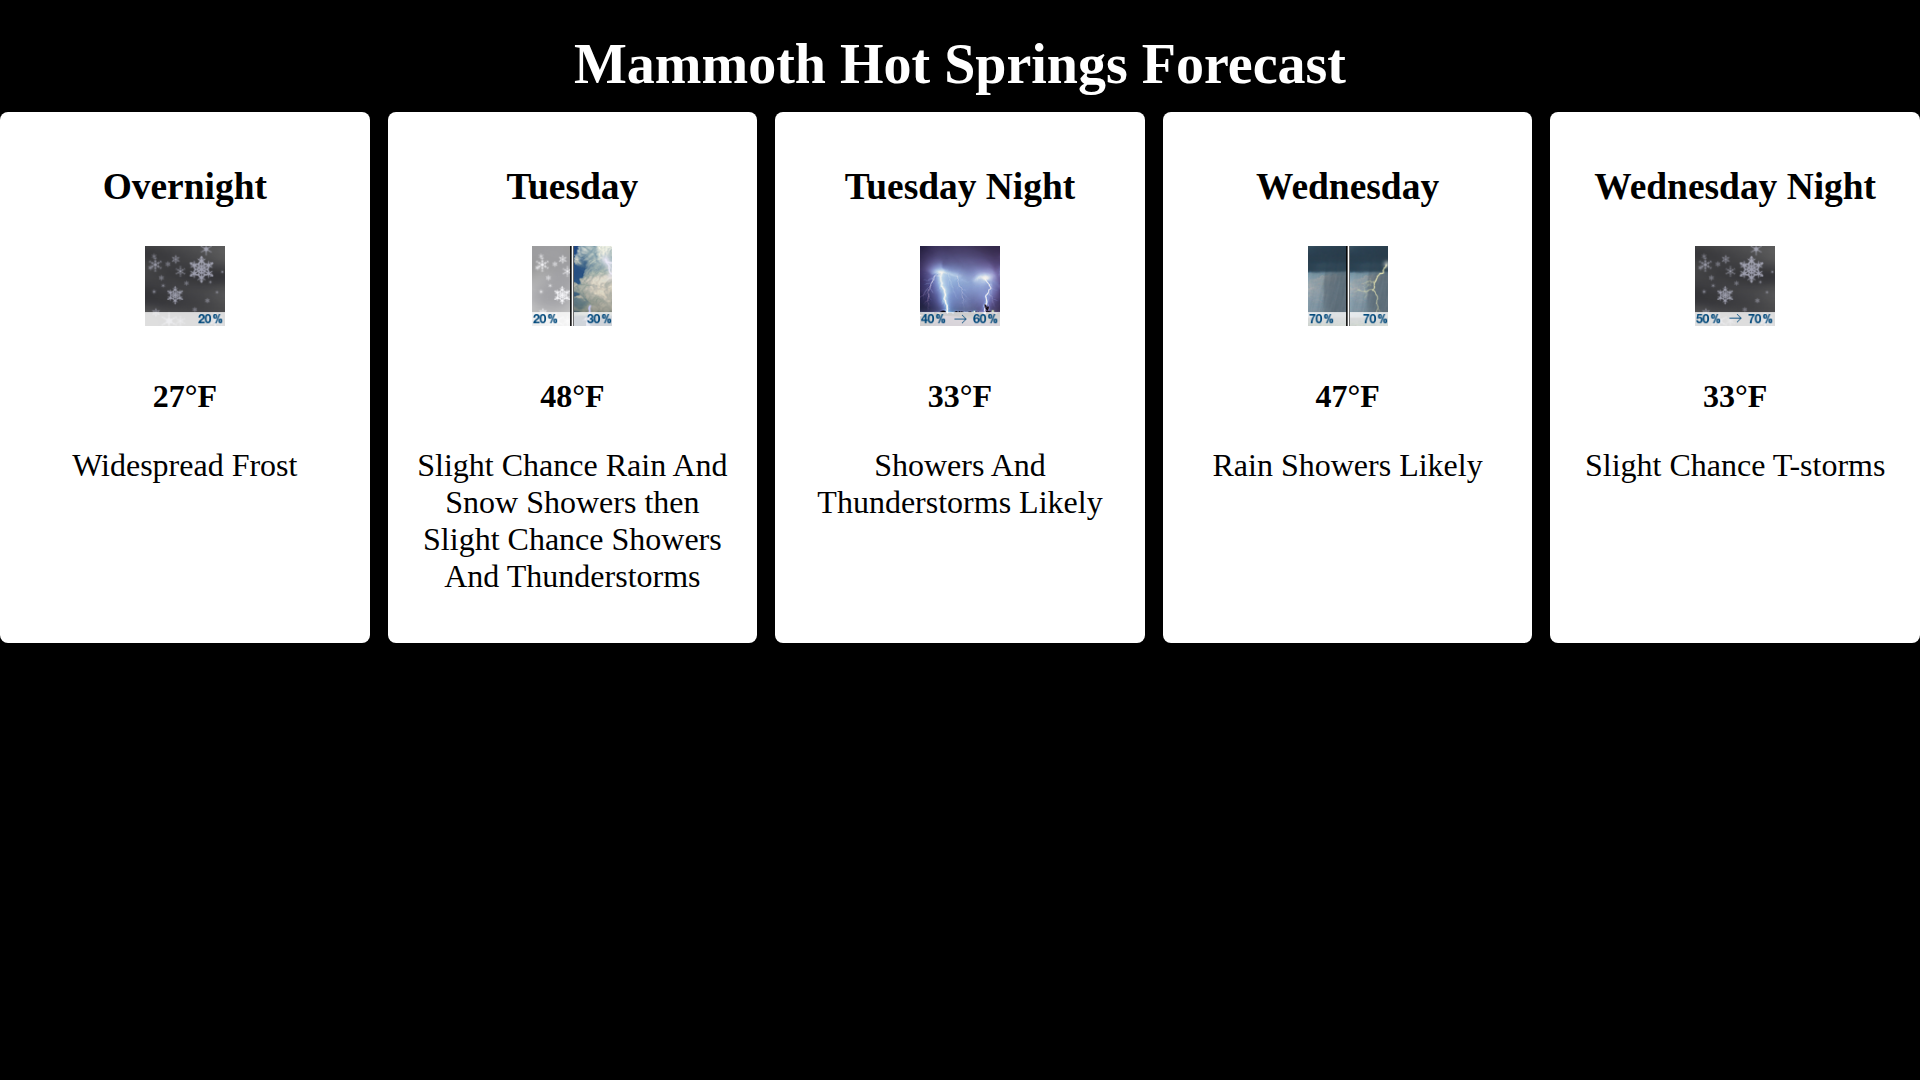 Mammoth Hot Springs Forecast
Overnight
20%
27°F
Widespread Frost
Tuesday
20% 30%
48°F
Slight Chance Rain And
Snow Showers then
Slight Chance Showers
And Thunderstorms
Tuesday Night
40% → 60%
33°F
Showers And
Thunderstorms Likely
Wednesday
70% 70%
47°F
Rain Showers Likely
Wednesday Night
50% → 70%
33°F
Slight Chance T-storms